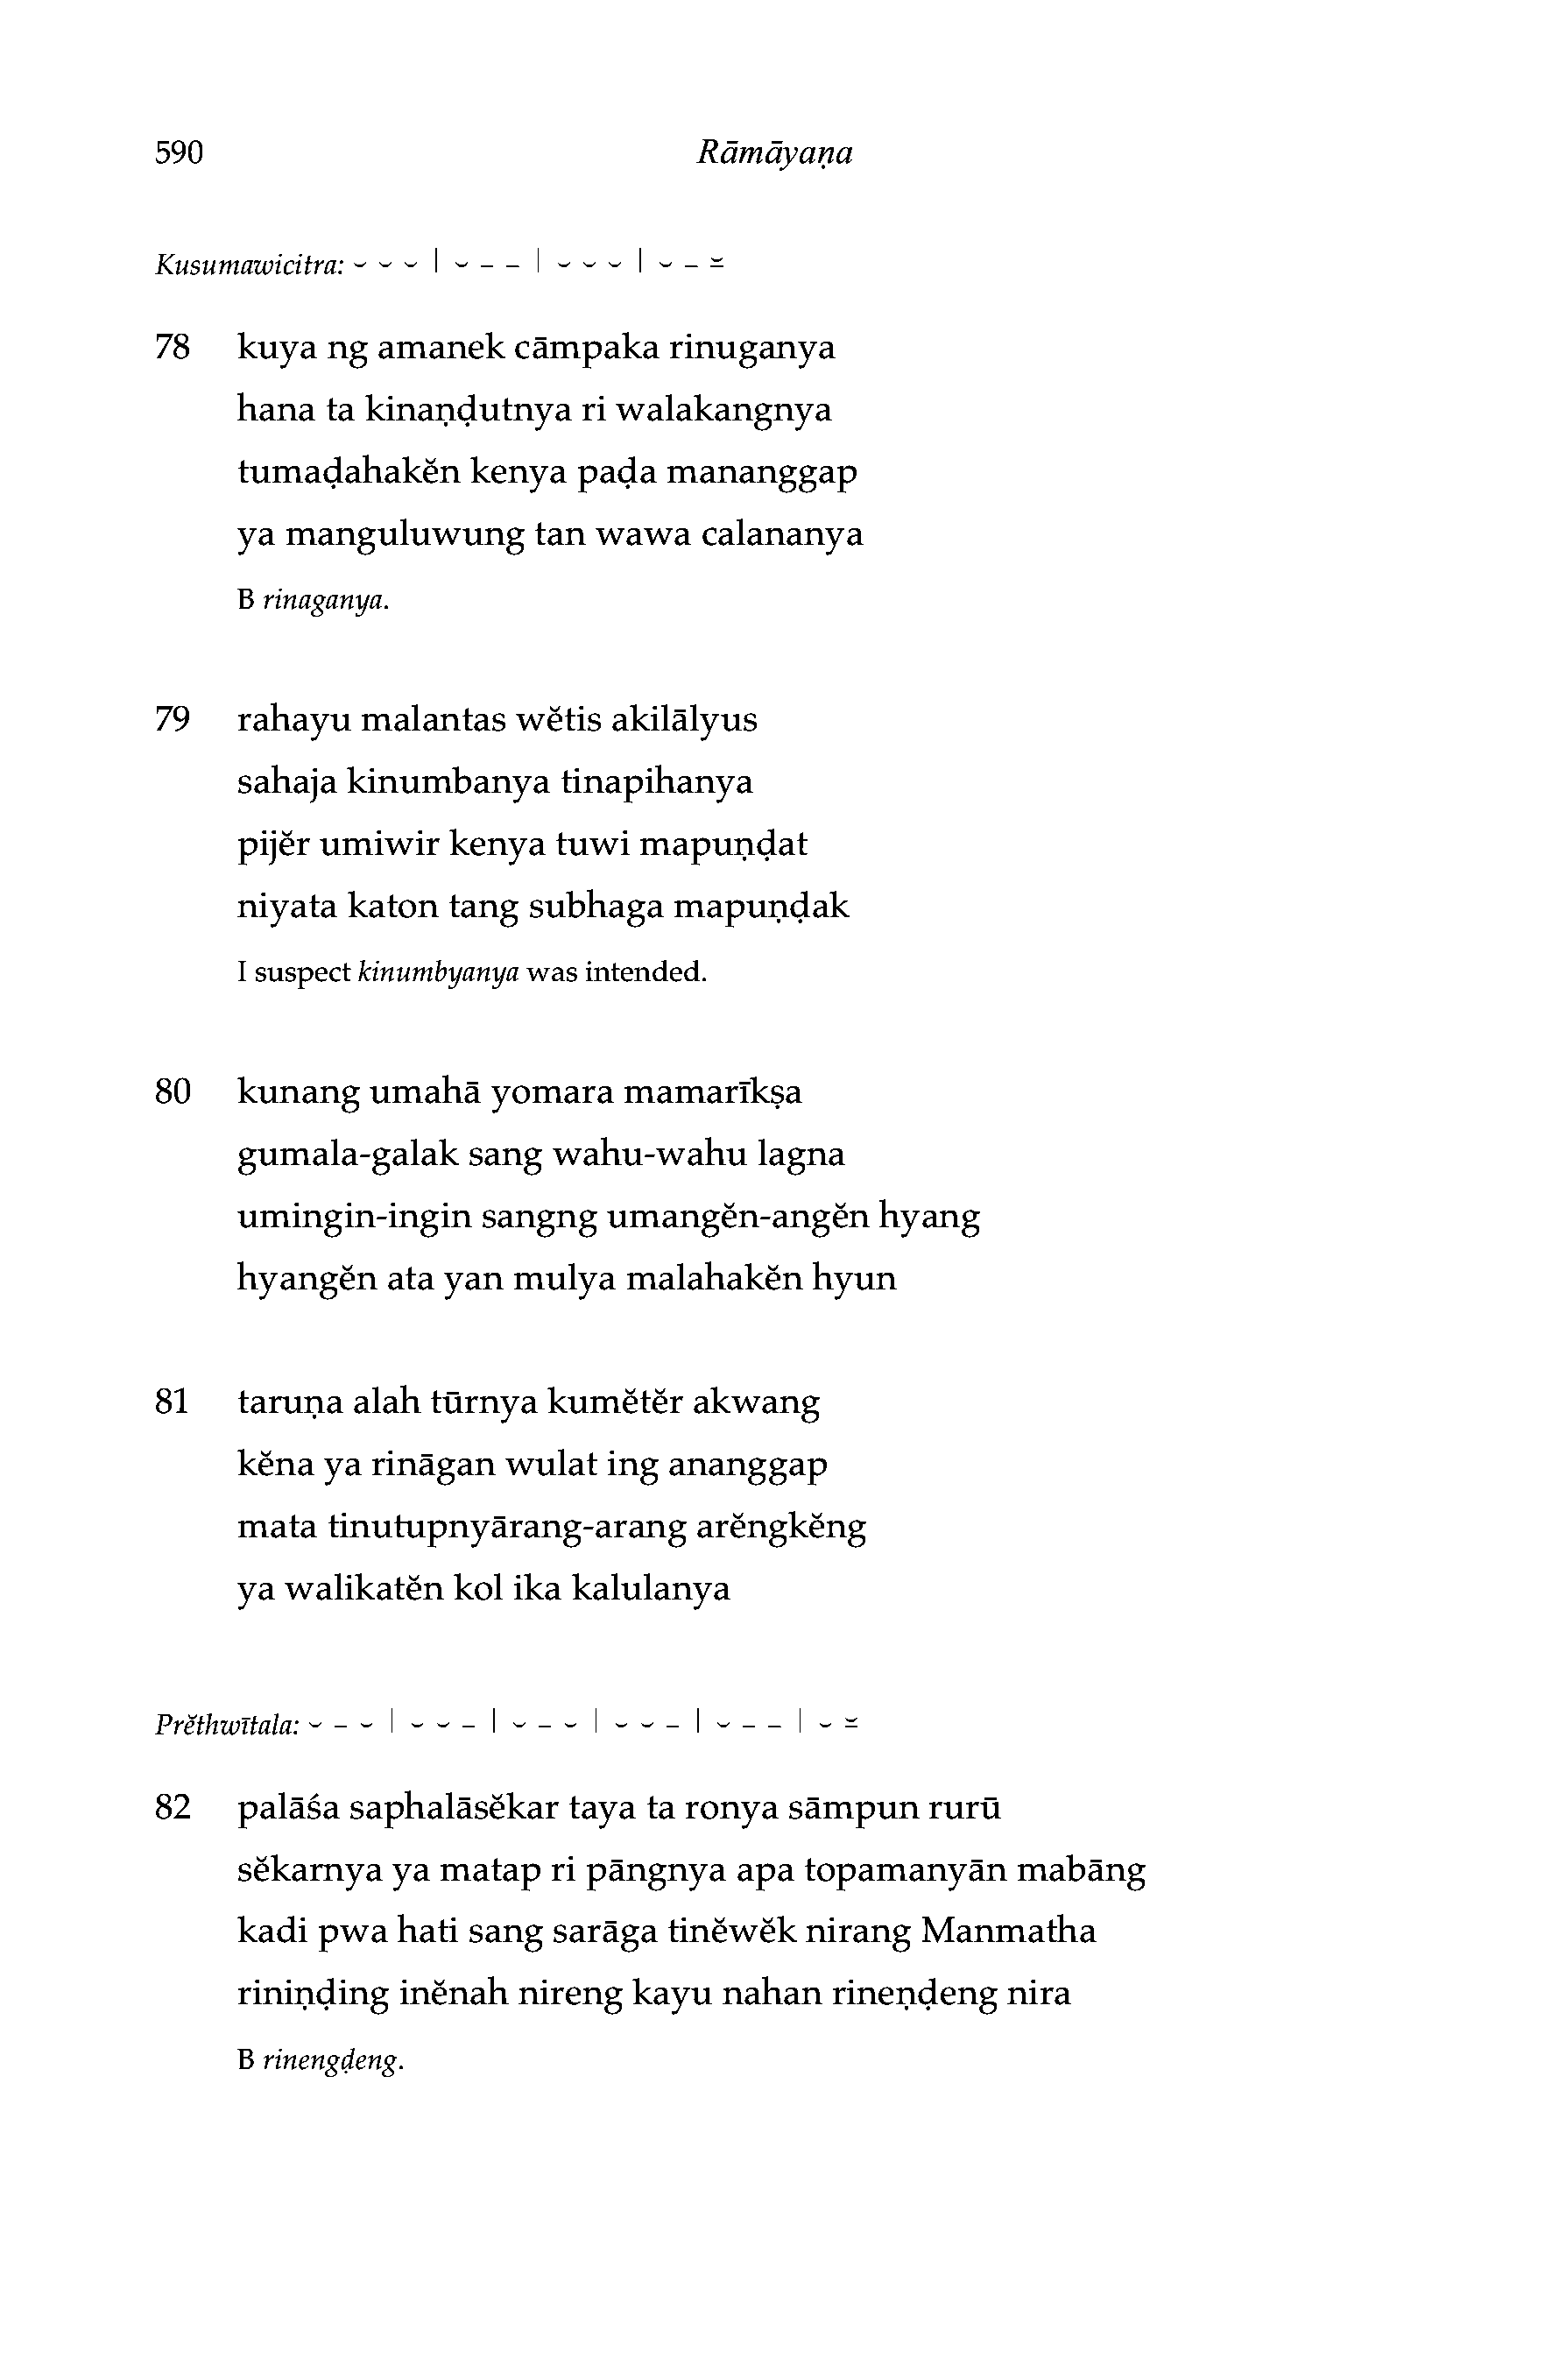 590 Rāmāyaṇa
Kusumawicitra: ⏑ ⏑ ⏑ | ⏑ – – | ⏑ ⏑ ⏑ | ⏑ – ⏓
78 kuya ng amanek cāmpaka rinuganya
hana ta kinaṇḍutnya ri walakangnya
tumaḍahakĕn kenya paḍa mananggap
ya manguluwung tan wawa calananya
B rinaganya.
79 rahayu malantas wĕtis akilālyus
sahaja kinumbanya tinapihanya
pijĕr umiwir kenya tuwi mapuṇḍat
niyata katon tang subhaga mapuṇḍak
I suspect kinumbyanya was intended.
80 kunang umahā yomara mamarīkṣa
gumala-galak sang wahu-wahu lagna
umingin-ingin sangng umangĕn-angĕn hyang
hyangĕn ata yan mulya malahakĕn hyun
81 taruṇa alah tūrnya kumĕtĕr akwang
kĕna ya rināgan wulat ing ananggap
mata tinutupnyārang-arang arĕngkĕng
ya walikatĕn kol ika kalulanya
Prĕthwītala: ⏑ – ⏑ | ⏑ ⏑ – | ⏑ – ⏑ | ⏑ ⏑ – | ⏑ – – | ⏑ ⏓
82 palāśa saphalāsĕkar taya ta ronya sāmpun rurū
sĕkarnya ya matap ri pāngnya apa topamanyān mabāng
kadi pwa hati sang sarāga tinĕwĕk nirang Manmatha
riniṇḍing inĕnah nireng kayu nahan rineṇḍeng nira
B rinengḍeng.